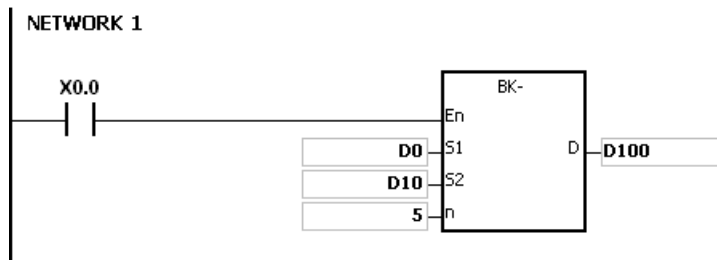 NETWORK 1
X0.0
BK-
En
D0 S1 D D100
D10 S2
5 n